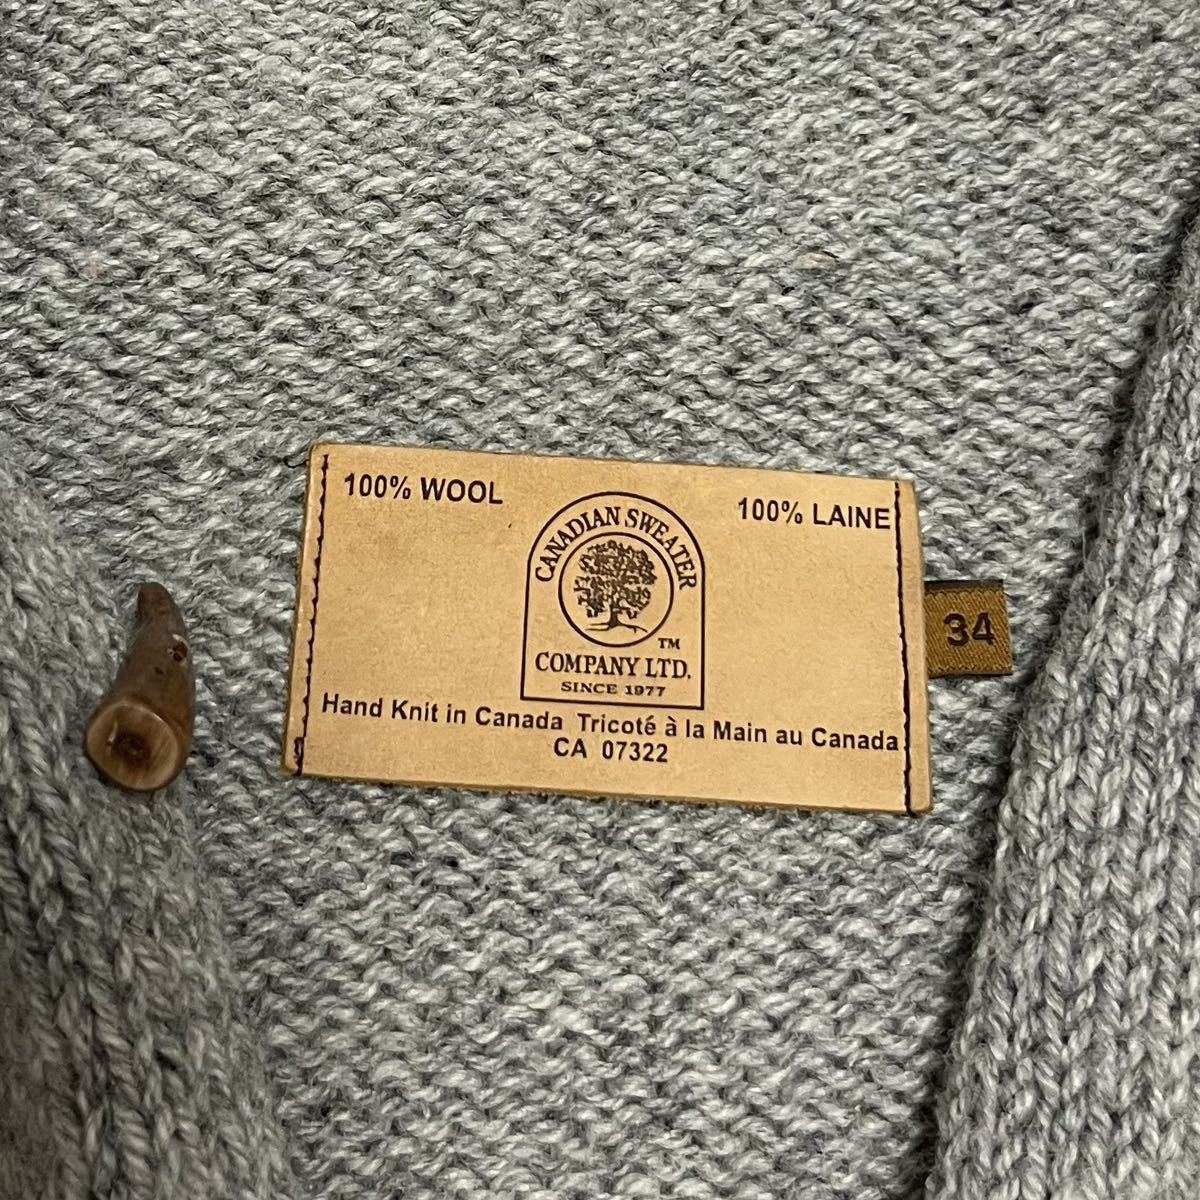 100% WOOL
100% LAINE
CANADIAN SWEATER
TM
COMPANY LTD.
SINCE 1977
34
Hand Knit in Canada Tricoté à la Main au Canada
CA 07322